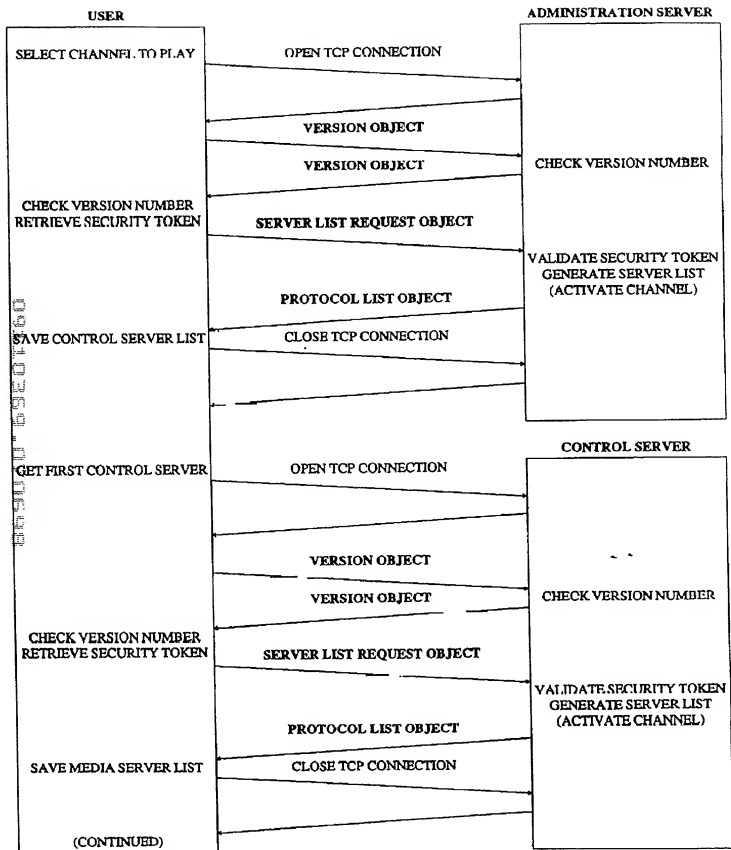 USER
ADMINISTRATION SERVER
SELECT CHANNEL TO PLAY
OPEN TCP CONNECTION
VERSION OBJECT
VERSION OBJECT
CHECK VERSION NUMBER
CHECK VERSION NUMBER
RETRIEVE SECURITY TOKEN
SERVER LIST REQUEST OBJECT
VALIDATE SECURITY TOKEN
GENERATE SERVER LIST
(ACTIVATE CHANNEL)
PROTOCOL LIST OBJECT
SAVE CONTROL SERVER LIST
CLOSE TCP CONNECTION
CONTROL SERVER
GET FIRST CONTROL SERVER
OPEN TCP CONNECTION
VERSION OBJECT
VERSION OBJECT
CHECK VERSION NUMBER
CHECK VERSION NUMBER
RETRIEVE SECURITY TOKEN
SERVER LIST REQUEST OBJECT
VALIDATE SECURITY TOKEN
GENERATE SERVER LIST
(ACTIVATE CHANNEL)
PROTOCOL LIST OBJECT
SAVE MEDIA SERVER LIST
CLOSE TCP CONNECTION
(CONTINUED)